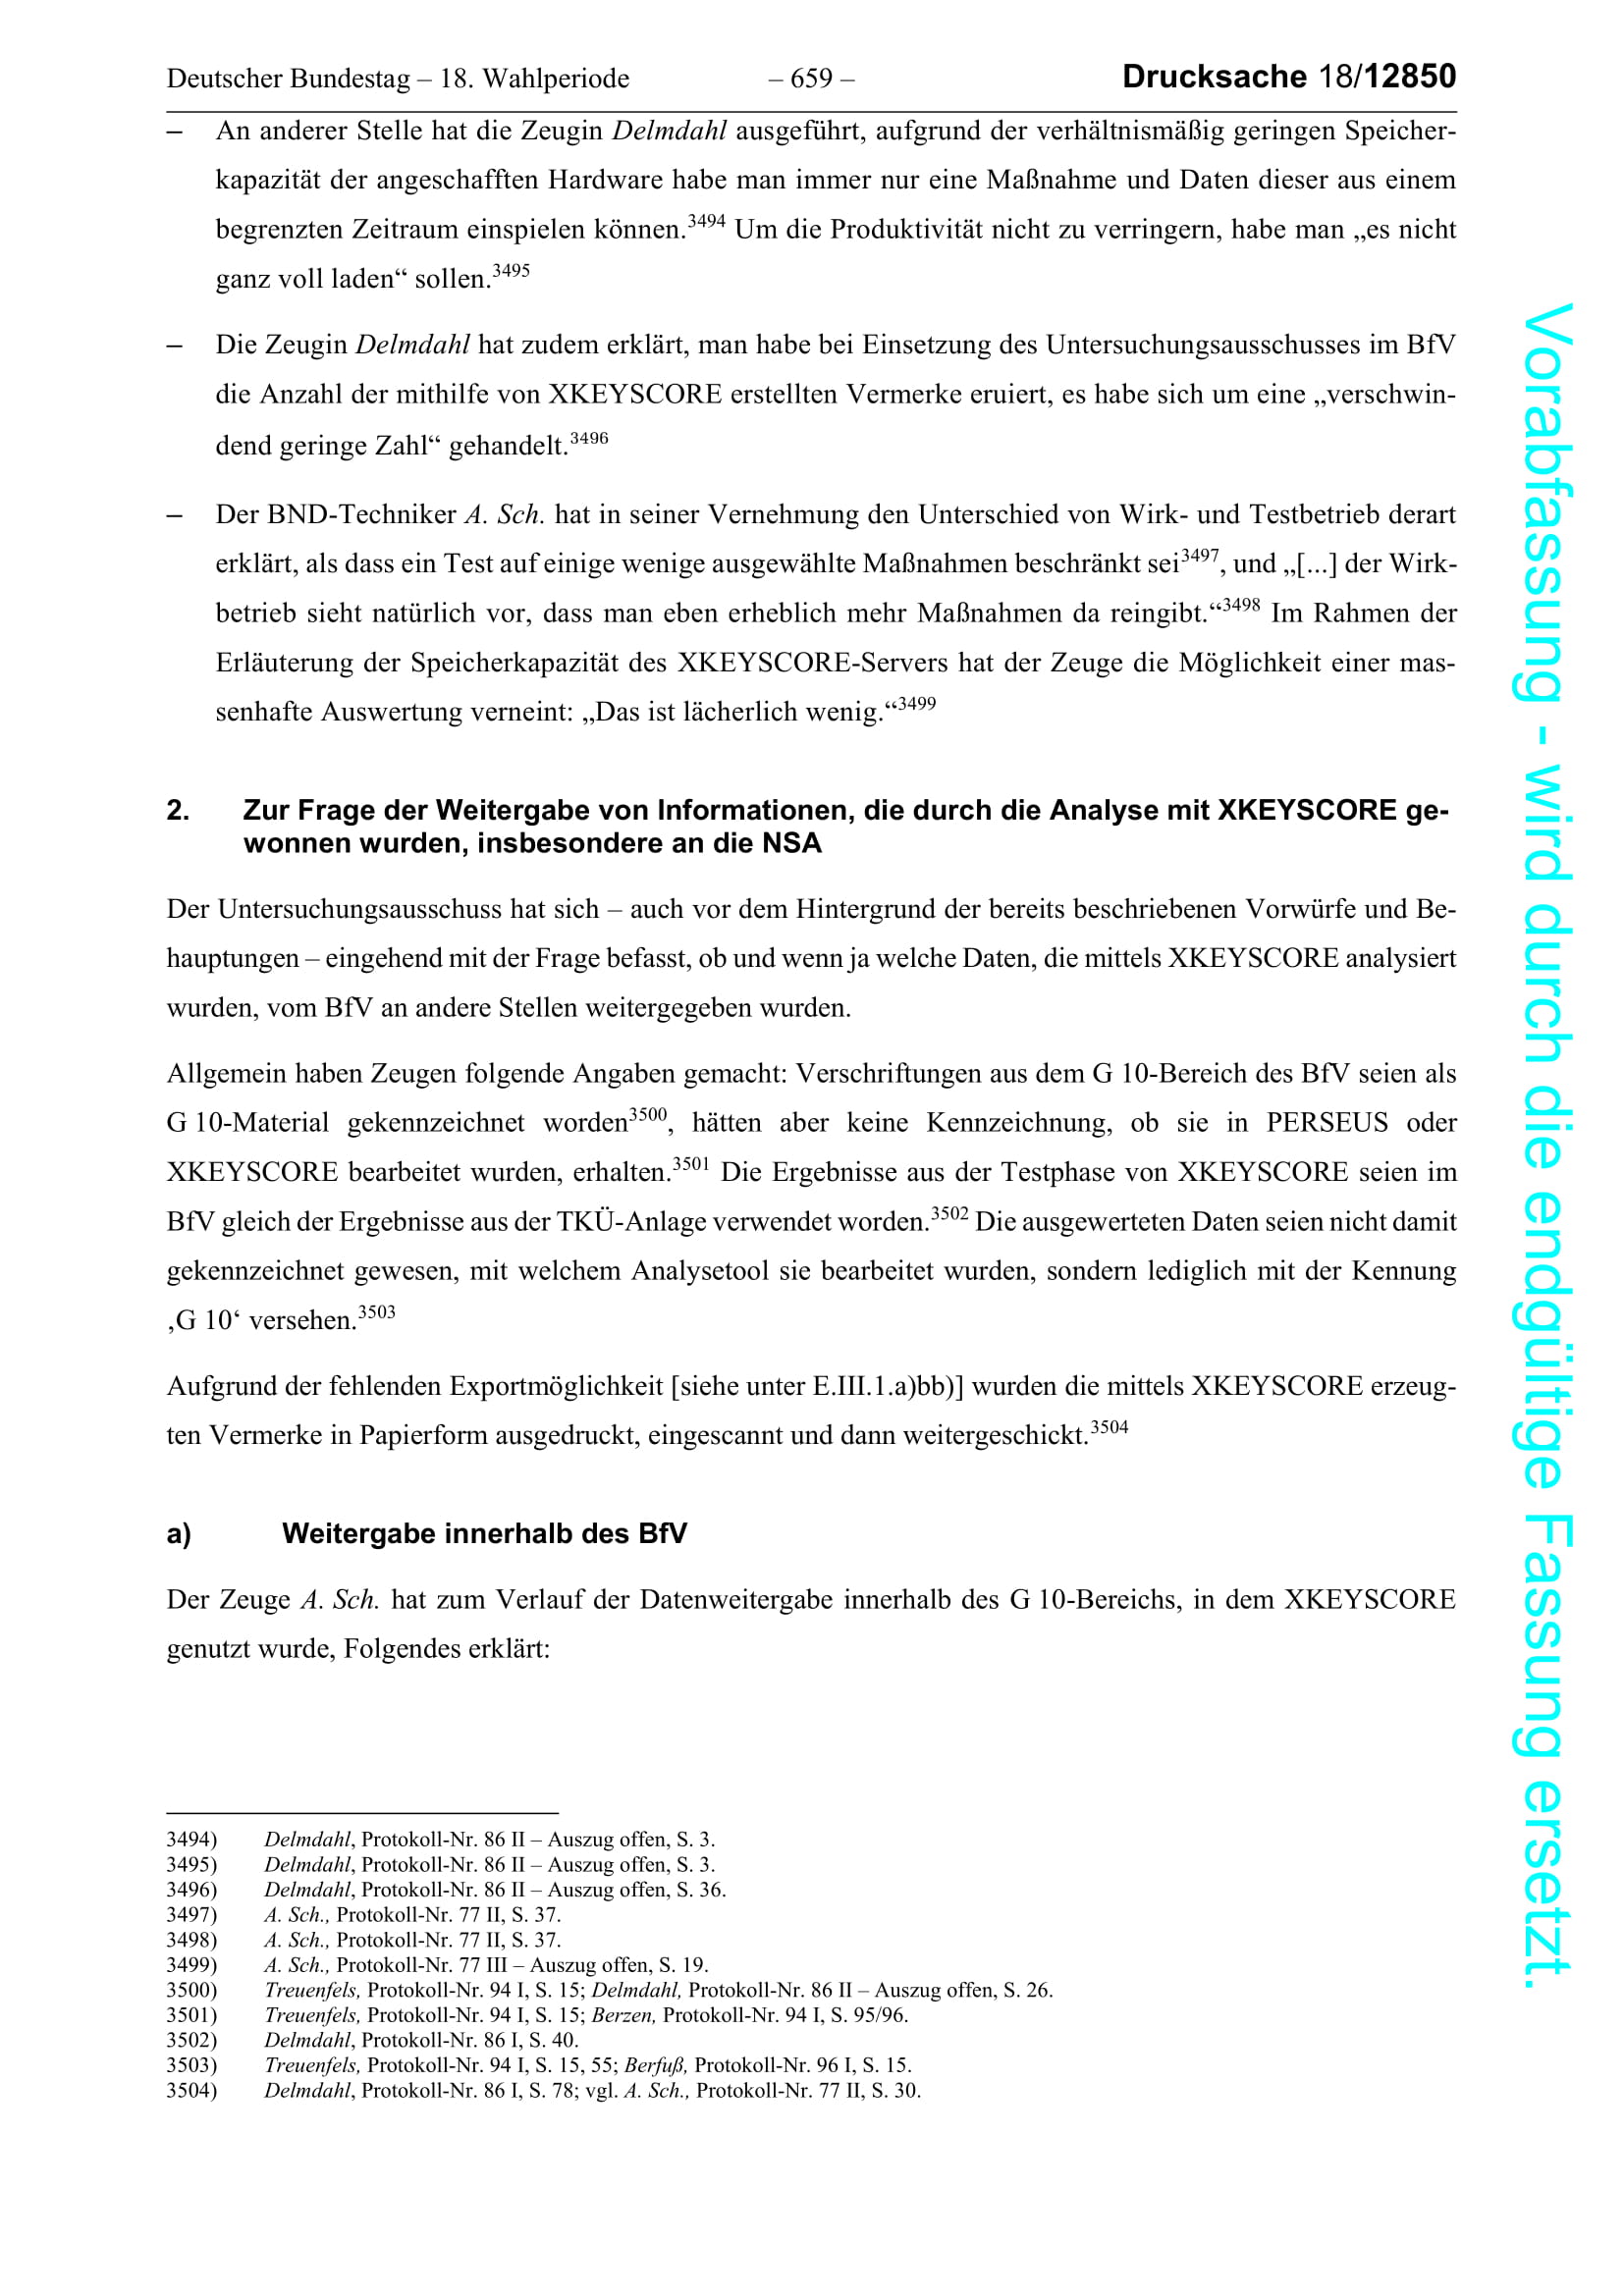 Deutscher Bundestag – 18. Wahlperiode – 659 – Drucksache 18/12850
– An anderer Stelle hat die Zeugin Delmdahl ausgeführt, aufgrund der verhältnismäßig geringen Speicher-
kapazität der angeschafften Hardware habe man immer nur eine Maßnahme und Daten dieser aus einem
begrenzten Zeitraum einspielen können.3494 Um die Produktivität nicht zu verringern, habe man „es nicht
ganz voll laden“ sollen.3495
– Die Zeugin Delmdahl hat zudem erklärt, man habe bei Einsetzung des Untersuchungsausschusses im BfV
die Anzahl der mithilfe von XKEYSCORE erstellten Vermerke eruiert, es habe sich um eine „verschwin-
dend geringe Zahl“ gehandelt.3496
– Der BND-Techniker A. Sch. hat in seiner Vernehmung den Unterschied von Wirk- und Testbetrieb derart
erklärt, als dass ein Test auf einige wenige ausgewählte Maßnahmen beschränkt sei3497, und „[...] der Wirk-
betrieb sieht natürlich vor, dass man eben erheblich mehr Maßnahmen da reingibt.“3498 Im Rahmen der
Erläuterung der Speicherkapazität des XKEYSCORE-Servers hat der Zeuge die Möglichkeit einer mas-
senhafte Auswertung verneint: „Das ist lächerlich wenig.“3499
2. Zur Frage der Weitergabe von Informationen, die durch die Analyse mit XKEYSCORE ge-
wonnen wurden, insbesondere an die NSA
Der Untersuchungsausschuss hat sich – auch vor dem Hintergrund der bereits beschriebenen Vorwürfe und Be-
hauptungen – eingehend mit der Frage befasst, ob und wenn ja welche Daten, die mittels XKEYSCORE analysiert
wurden, vom BfV an andere Stellen weitergegeben wurden.
Allgemein haben Zeugen folgende Angaben gemacht: Verschriftungen aus dem G 10-Bereich des BfV seien als
G 10-Material gekennzeichnet worden3500, hätten aber keine Kennzeichnung, ob sie in PERSEUS oder
XKEYSCORE bearbeitet wurden, erhalten.3501 Die Ergebnisse aus der Testphase von XKEYSCORE seien im
BfV gleich der Ergebnisse aus der TKÜ-Anlage verwendet worden.3502 Die ausgewerteten Daten seien nicht damit
gekennzeichnet gewesen, mit welchem Analysetool sie bearbeitet wurden, sondern lediglich mit der Kennung
‚G 10‘ versehen.3503
Aufgrund der fehlenden Exportmöglichkeit [siehe unter E.III.1.a)bb)] wurden die mittels XKEYSCORE erzeug-
ten Vermerke in Papierform ausgedruckt, eingescannt und dann weitergeschickt.3504
a) Weitergabe innerhalb des BfV
Der Zeuge A. Sch. hat zum Verlauf der Datenweitergabe innerhalb des G 10-Bereichs, in dem XKEYSCORE
genutzt wurde, Folgendes erklärt:
3494) Delmdahl, Protokoll-Nr. 86 II – Auszug offen, S. 3.
3495) Delmdahl, Protokoll-Nr. 86 II – Auszug offen, S. 3.
3496) Delmdahl, Protokoll-Nr. 86 II – Auszug offen, S. 36.
3497) A. Sch., Protokoll-Nr. 77 II, S. 37.
3498) A. Sch., Protokoll-Nr. 77 II, S. 37.
3499) A. Sch., Protokoll-Nr. 77 III – Auszug offen, S. 19.
3500) Treuenfels, Protokoll-Nr. 94 I, S. 15; Delmdahl, Protokoll-Nr. 86 II – Auszug offen, S. 26.
3501) Treuenfels, Protokoll-Nr. 94 I, S. 15; Berzen, Protokoll-Nr. 94 I, S. 95/96.
3502) Delmdahl, Protokoll-Nr. 86 I, S. 40.
3503) Treuenfels, Protokoll-Nr. 94 I, S. 15, 55; Berfuß, Protokoll-Nr. 96 I, S. 15.
3504) Delmdahl, Protokoll-Nr. 86 I, S. 78; vgl. A. Sch., Protokoll-Nr. 77 II, S. 30.
Vorabfassung - wird durch die endgültige Fassung ersetzt.